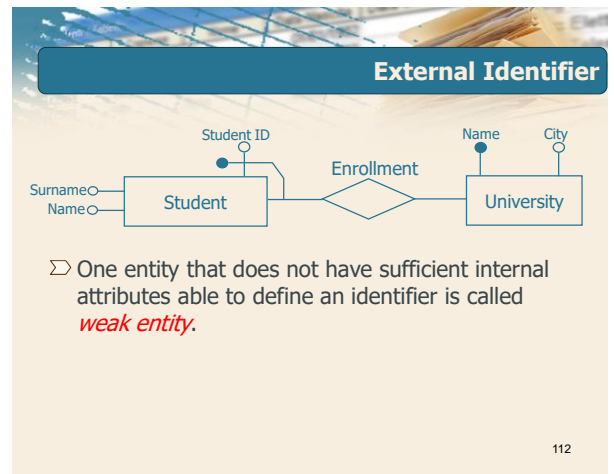 External Identifier
Student ID
Name City
Enrollment
Surname
Name
Student
University
One entity that does not have sufficient internal
attributes able to define an identifier is called
weak entity.
112